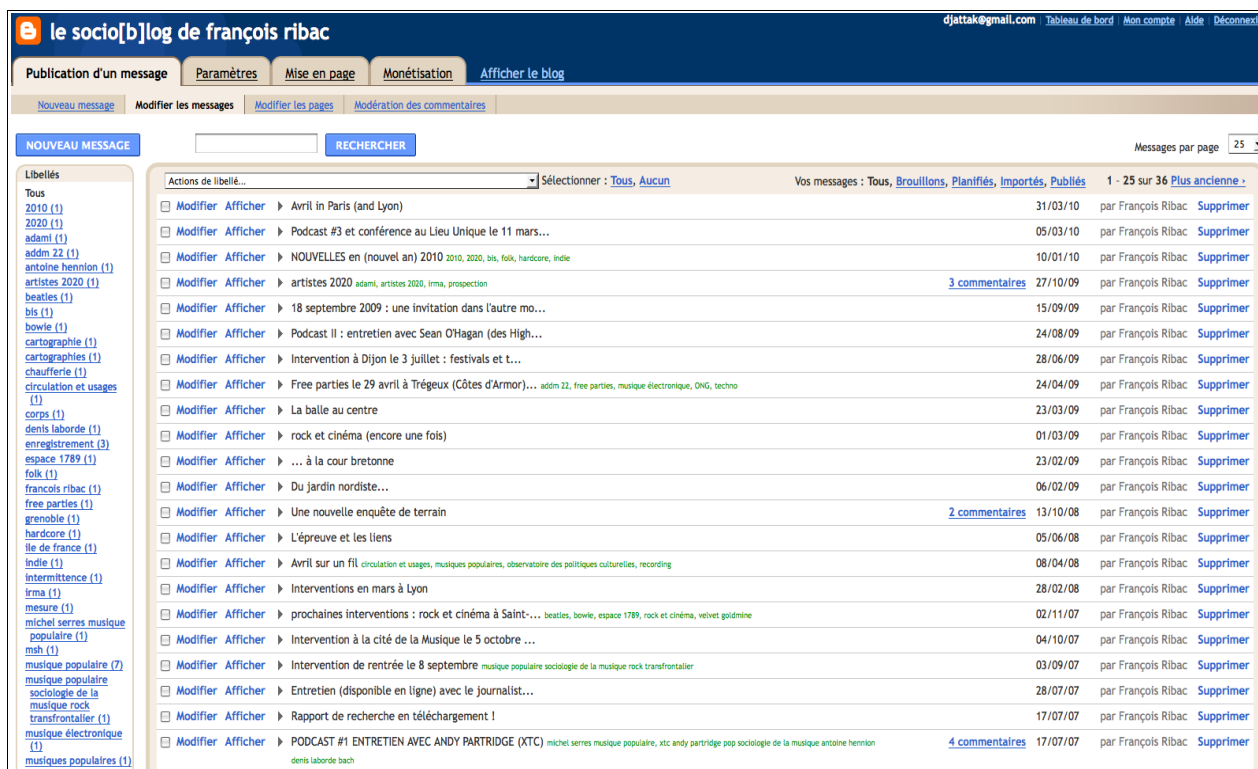 le socio[b]log de françois ribac
djattak@gmail.com | Tableau de bord | Mon compte | Aide | Déconnexi
Publication d'un message Paramètres Mise en page Monétisation Afficher le blog
Nouveau message Modifier les messages Modifier les pages Modération des commentaires
NOUVEAU MESSAGE RECHERCHER Messages par page 25
Libellés
Tous
2010 (1)
2020 (1)
adami (1)
addm 22 (1)
antoine hennion (1)
artistes 2020 (1)
beatles (1)
bis (1)
bowie (1)
cartographie (1)
cartographies (1)
chaufferie (1)
circulation et usages
(1)
corps (1)
denis laborde (1)
enregistrement (3)
espace 1789 (1)
folk (1)
francois ribac (1)
free parties (1)
grenoble (1)
hardcore (1)
île de france (1)
indie (1)
intermittence (1)
irma (1)
mesure (1)
michel serres musique
populaire (1)
msh (1)
musique populaire (7)
musique populaire
sociologie de la
musique rock
transfrontalier (1)
musique électronique
(1)
musiques populaires (1)
Actions de libellé... Sélectionner : Tous, Aucun Vos messages : Tous, Brouillons, Planifiés, Importés, Publiés 1 - 25 sur 36 Plus ancienne ›
Modifier Afficher Avril in Paris (and Lyon) 31/03/10 par François Ribac Supprimer
Modifier Afficher Podcast #3 et conférence au Lieu Unique le 11 mars... 05/03/10 par François Ribac Supprimer
Modifier Afficher NOUVELLES en (nouvel an) 2010 2010, 2020, bis, folk, hardcore, indie 10/01/10 par François Ribac Supprimer
Modifier Afficher artistes 2020 adami, artistes 2020, irma, prospection 3 commentaires 27/10/09 par François Ribac Supprimer
Modifier Afficher 18 septembre 2009 : une invitation dans l'autre mo... 15/09/09 par François Ribac Supprimer
Modifier Afficher Podcast II : entretien avec Sean O'Hagan (des High... 24/08/09 par François Ribac Supprimer
Modifier Afficher Intervention à Dijon le 3 juillet : festivals et t... 28/06/09 par François Ribac Supprimer
Modifier Afficher Free parties le 29 avril à Trégeux (Côtes d'Armor)... addm 22, free parties, musique électronique, ONG, techno 24/04/09 par François Ribac Supprimer
Modifier Afficher La balle au centre 23/03/09 par François Ribac Supprimer
Modifier Afficher rock et cinéma (encore une fois) 01/03/09 par François Ribac Supprimer
Modifier Afficher ... à la cour bretonne 23/02/09 par François Ribac Supprimer
Modifier Afficher Du jardin nordiste... 06/02/09 par François Ribac Supprimer
Modifier Afficher Une nouvelle enquête de terrain 2 commentaires 13/10/08 par François Ribac Supprimer
Modifier Afficher L'épreuve et les liens 05/06/08 par François Ribac Supprimer
Modifier Afficher Avril sur un fil circulation et usages, musiques populaires, observatoire des politiques culturelles, recording 08/04/08 par François Ribac Supprimer
Modifier Afficher Interventions en mars à Lyon 28/02/08 par François Ribac Supprimer
Modifier Afficher prochaines interventions : rock et cinéma à Saint-... beatles, bowie, espace 1789, rock et cinéma, velvet goldmine 02/11/07 par François Ribac Supprimer
Modifier Afficher Intervention à la cité de la Musique le 5 octobre ... 04/10/07 par François Ribac Supprimer
Modifier Afficher Intervention de rentrée le 8 septembre musique populaire sociologie de la musique rock transfrontalier 03/09/07 par François Ribac Supprimer
Modifier Afficher Entretien (disponible en ligne) avec le journalist... 28/07/07 par François Ribac Supprimer
Modifier Afficher Rapport de recherche en téléchargement ! 17/07/07 par François Ribac Supprimer
Modifier Afficher PODCAST #1 ENTRETIEN AVEC ANDY PARTRIDGE (XTC) michel serres musique populaire, xtc andy partridge pop sociologie de la musique antoine hennion 4 commentaires 17/07/07 par François Ribac Supprimer
denis laborde bach